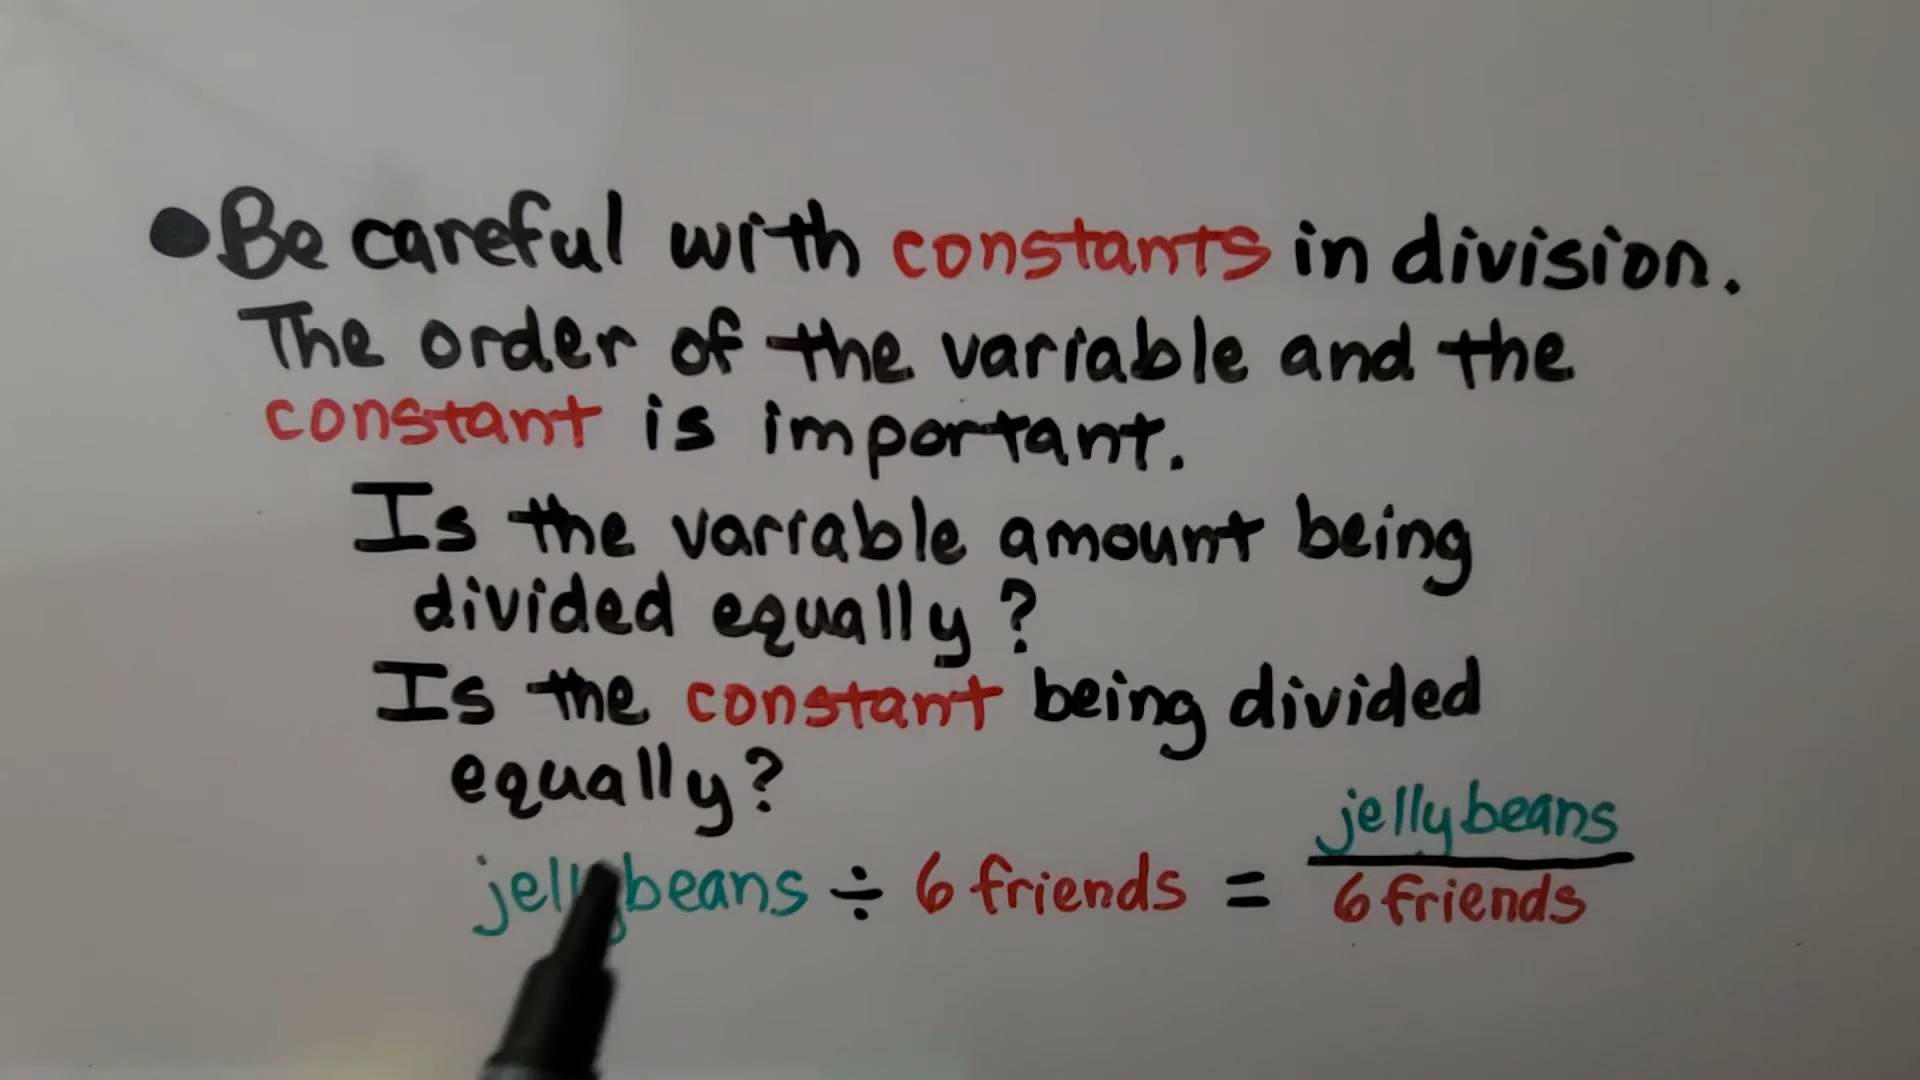 • Be careful with constants in division.
The order of the variable and the
constant is important.
Is the variable amount being
divided equally?
Is the constant being divided
equally?
jellybeans ÷ 6 friends = jellybeans
6 friends